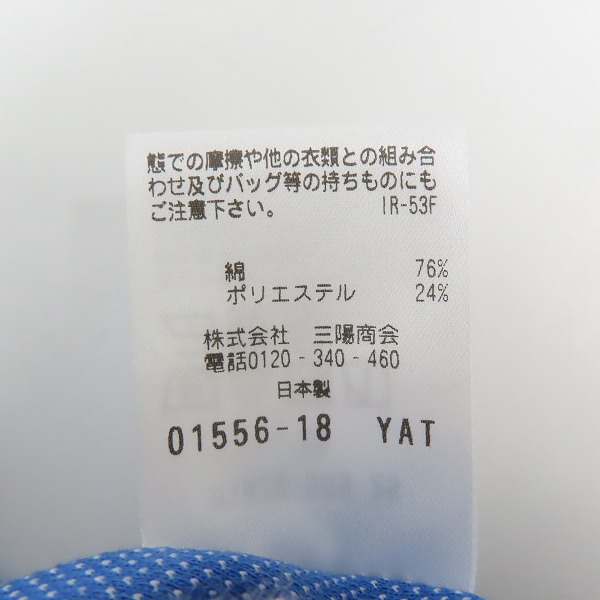 態での摩擦や他の衣類との組み合
わせ及びバッグ等の持ちものにも
ご注意下さい。 IR-53F
綿 76%
ポリエステル 24%
株式会社 三陽商会
電話0120-340-460
日本製
01556-18 YAT